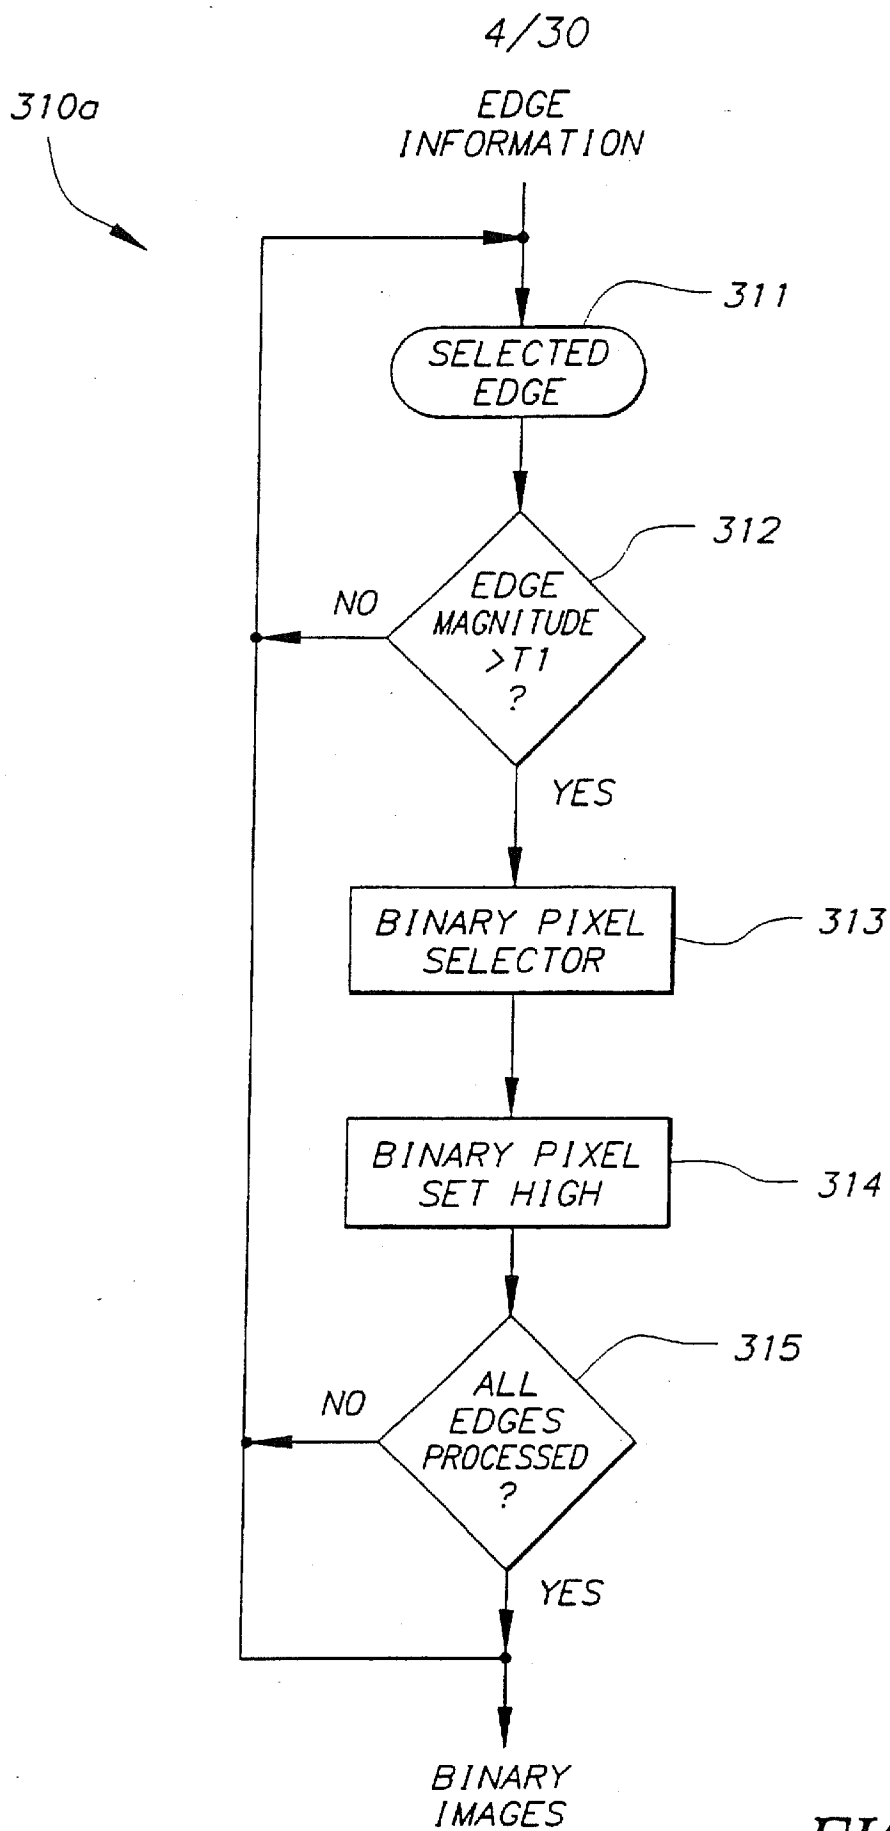 4/30
310a
EDGE
INFORMATION
311
SELECTED
EDGE
312
EDGE
MAGNITUDE
>T1
?
NO
YES
BINARY PIXEL
SELECTOR
313
BINARY PIXEL
SET HIGH
314
315
ALL
EDGES
PROCESSED
?
NO
YES
BINARY
IMAGES